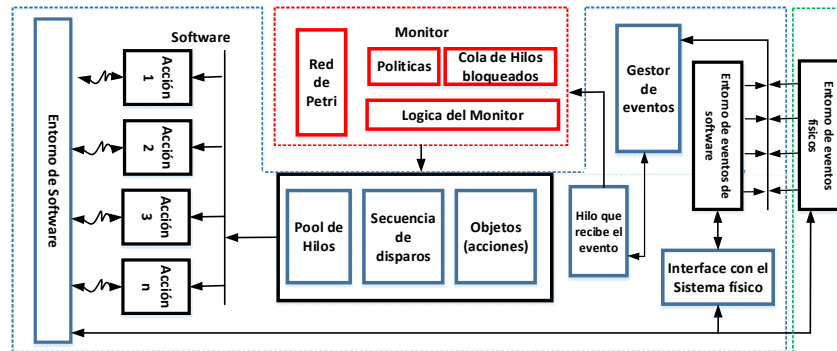 Software
Monitor
Entorno de Software
Acción
1
Acción
2
Acción
3
Acción
n
Red
de
Petri
Politicas
Cola de Hilos
bloqueados
Logica del Monitor
Pool de
Hilos
Secuencia
de
disparos
Objetos
(acciones)
Hilo que
recibe el
evento
Gestor
de
eventos
Entorno de eventos de
software
Entorno de eventos
físicos
Interface con el
Sistema físico